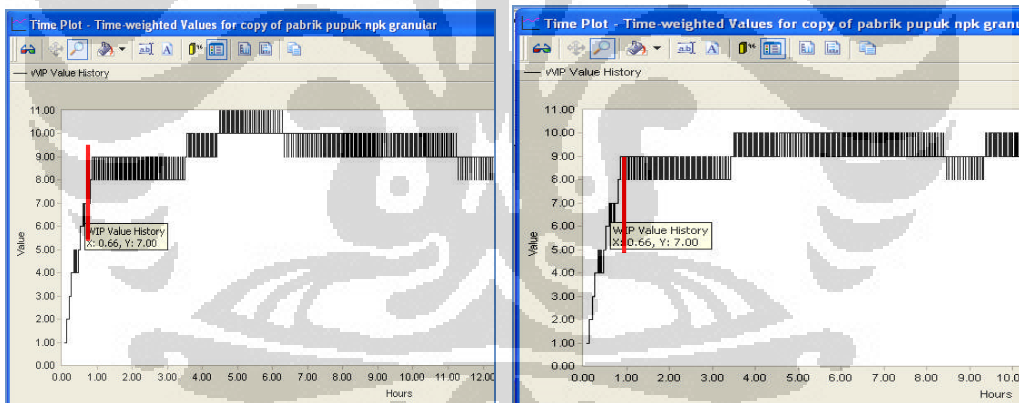 Time Plot - Time-weighted Values for copy of pabrik pupuk npk granular
WIP Value History
11.00
10.00
9.00
8.00
7.00
6.00
5.00
4.00
3.00
2.00
1.00
0.00
Value
WIP Value History
X: 0.66, Y: 7.00
0.00 1.00 2.00 3.00 4.00 5.00 6.00 7.00 8.00 9.00 10.00 11.00 12.00
Hours
Time Plot - Time-weighted Values for copy of pabrik pupuk npk granu
WIP Value History
11.00
10.00
9.00
8.00
7.00
6.00
5.00
4.00
3.00
2.00
1.00
0.00
Value
WIP Value History
X: 0.66, Y: 7.00
0.00 1.00 2.00 3.00 4.00 5.00 6.00 7.00 8.00 9.00 10.0
Hours